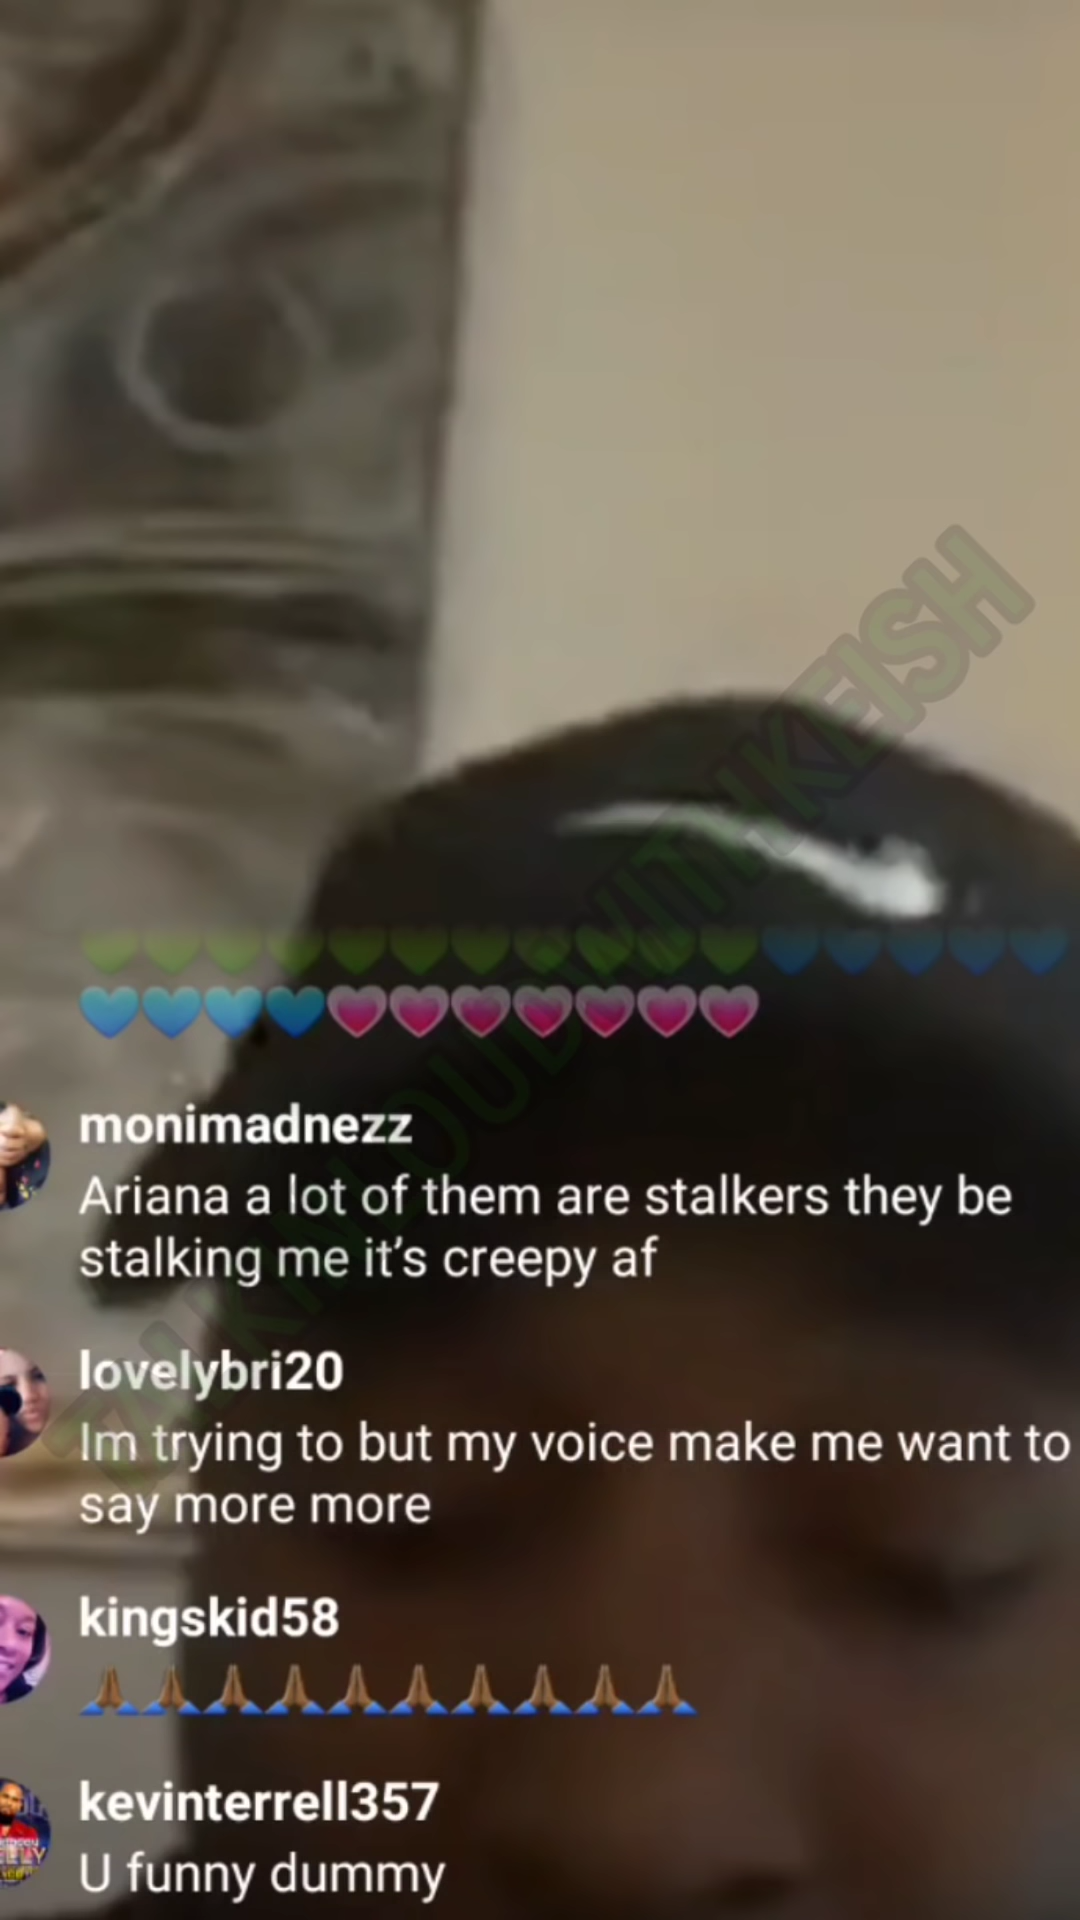 💚💚💚💚💚💚💚💚💚💚💚💙💙💙💙💙
💙💙💙💙💗💗💗💗💗💗💗
monimadnezz
Ariana a lot of them are stalkers they be
stalking me it’s creepy af
lovelybri20
Im trying to but my voice make me want to
say more more
kingskid58
🙏🏾🙏🏾🙏🏾🙏🏾🙏🏾🙏🏾🙏🏾🙏🏾🙏🏾🙏🏾
kevinterrell357
U funny dummy
TALKNLOUDWITHKEISH